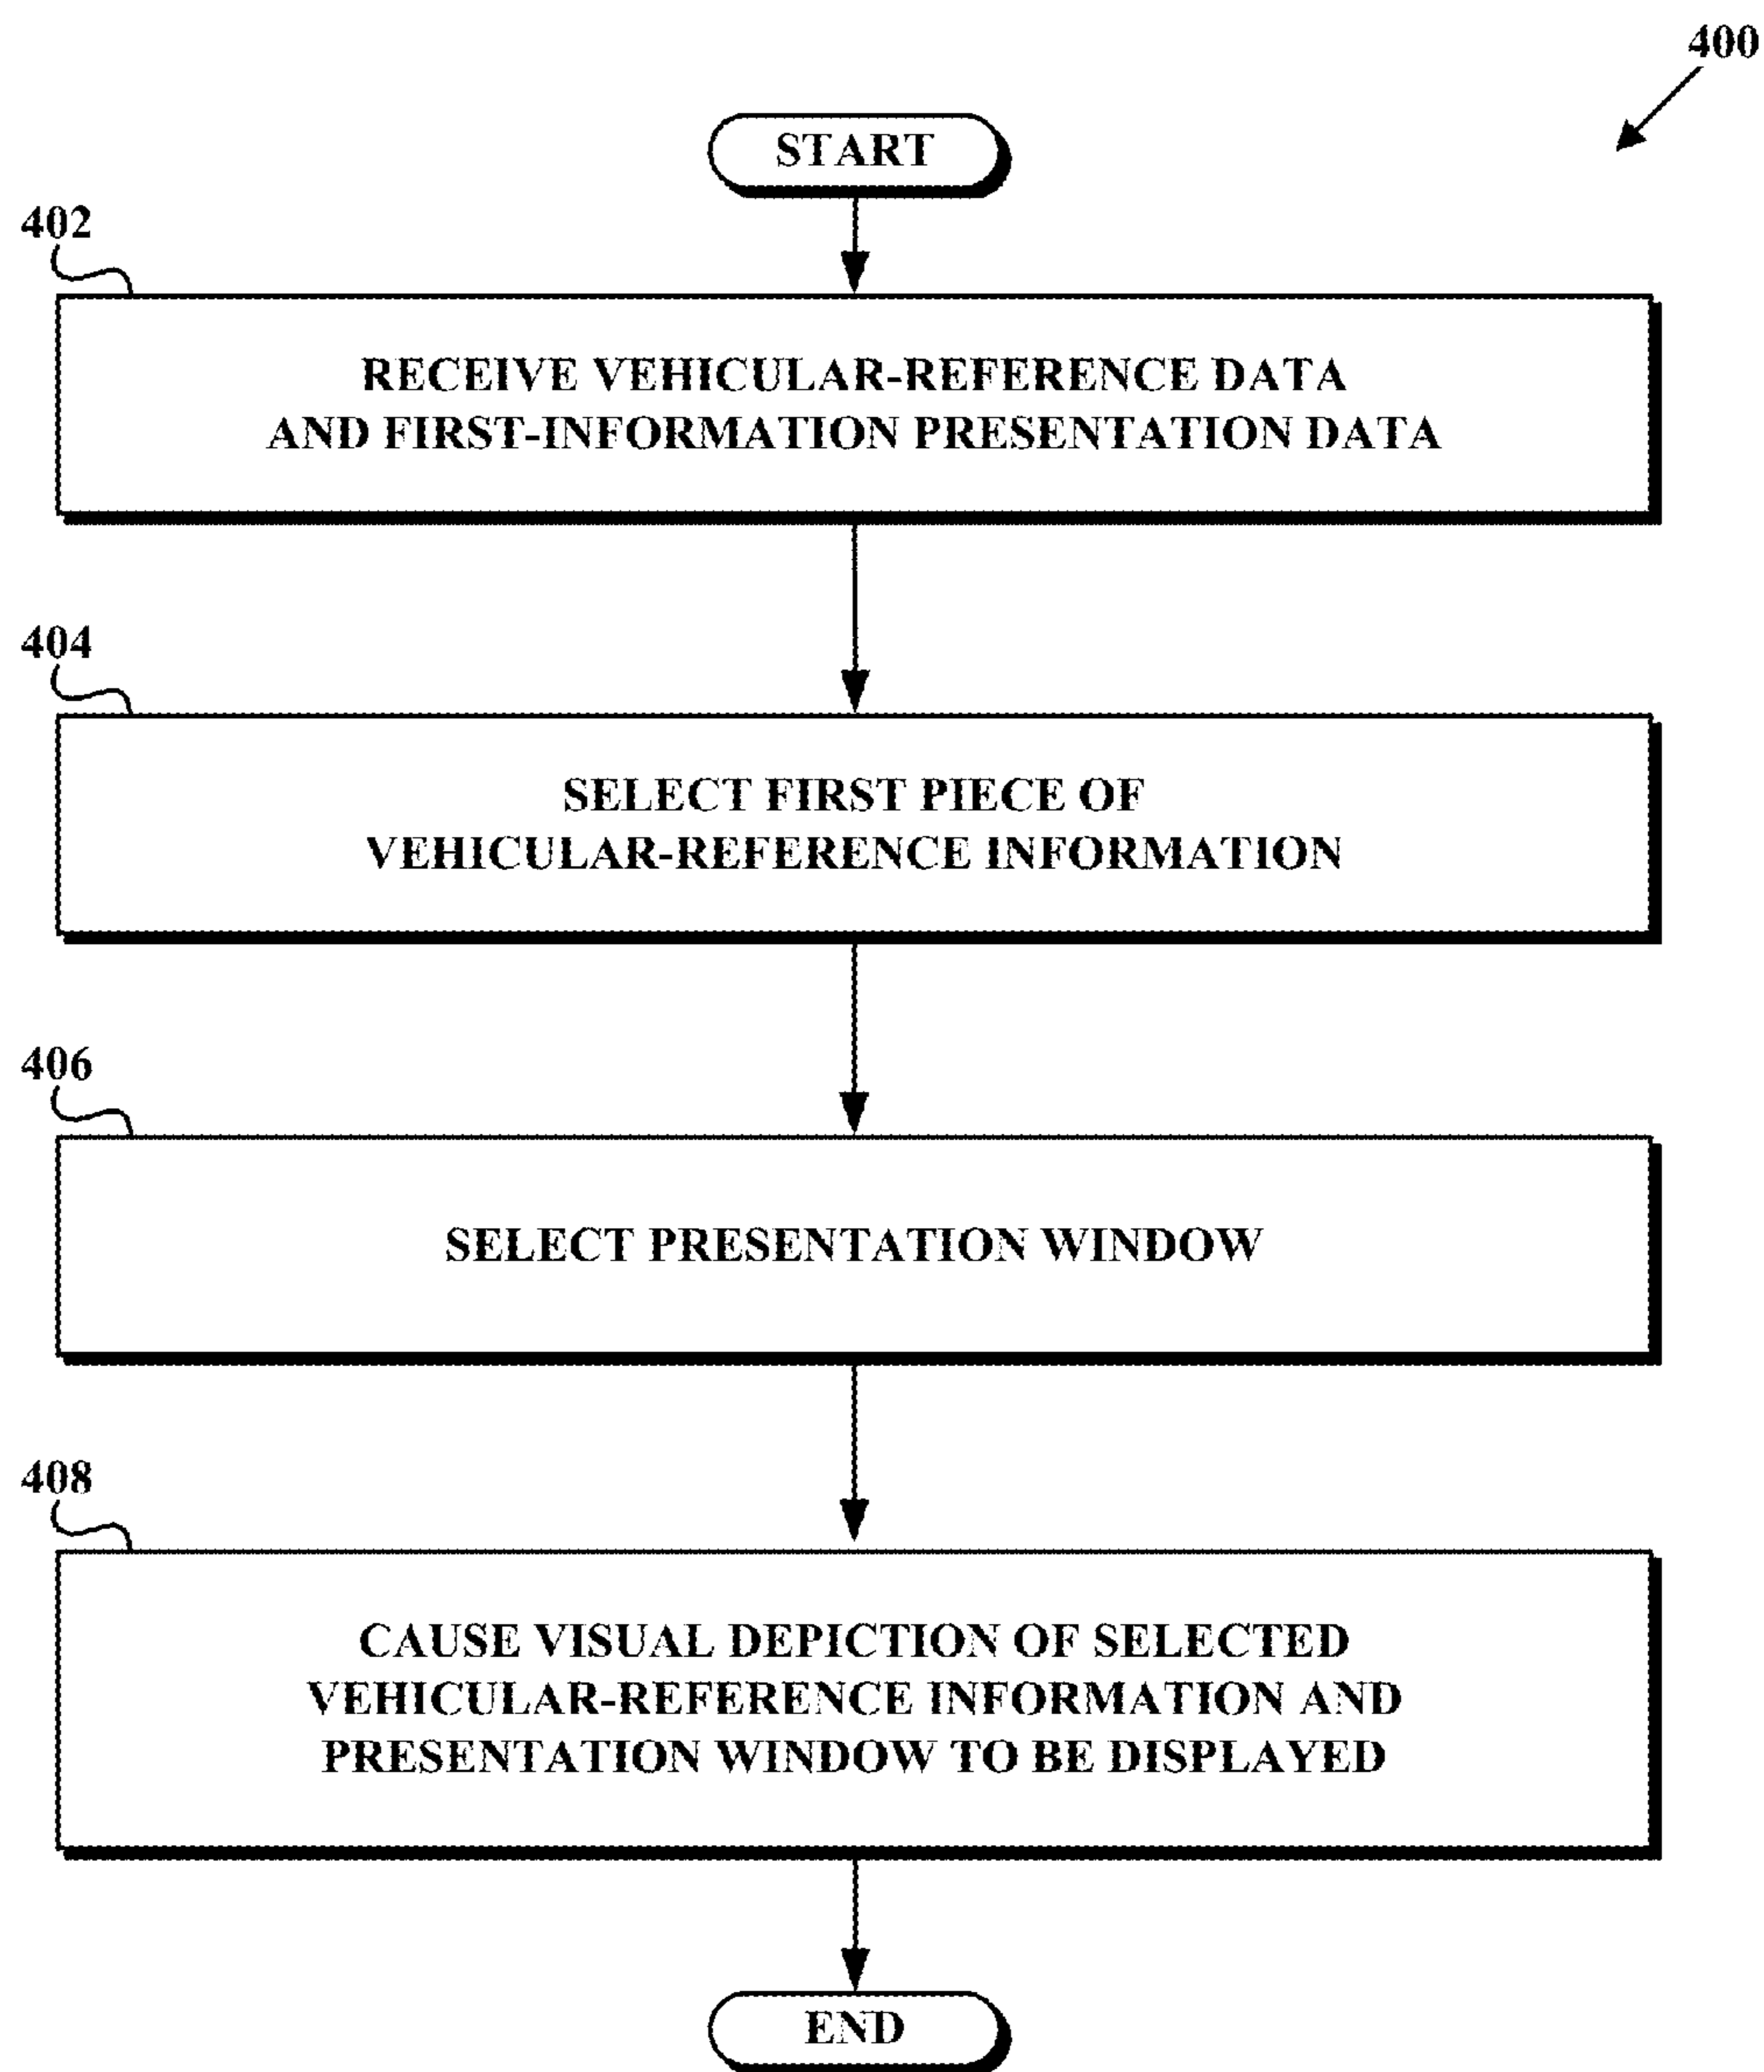 400
START
402
RECEIVE VEHICULAR-REFERENCE DATA
AND FIRST-INFORMATION PRESENTATION DATA
404
SELECT FIRST PIECE OF
VEHICULAR-REFERENCE INFORMATION
406
SELECT PRESENTATION WINDOW
408
CAUSE VISUAL DEPICTION OF SELECTED
VEHICULAR-REFERENCE INFORMATION AND
PRESENTATION WINDOW TO BE DISPLAYED
END